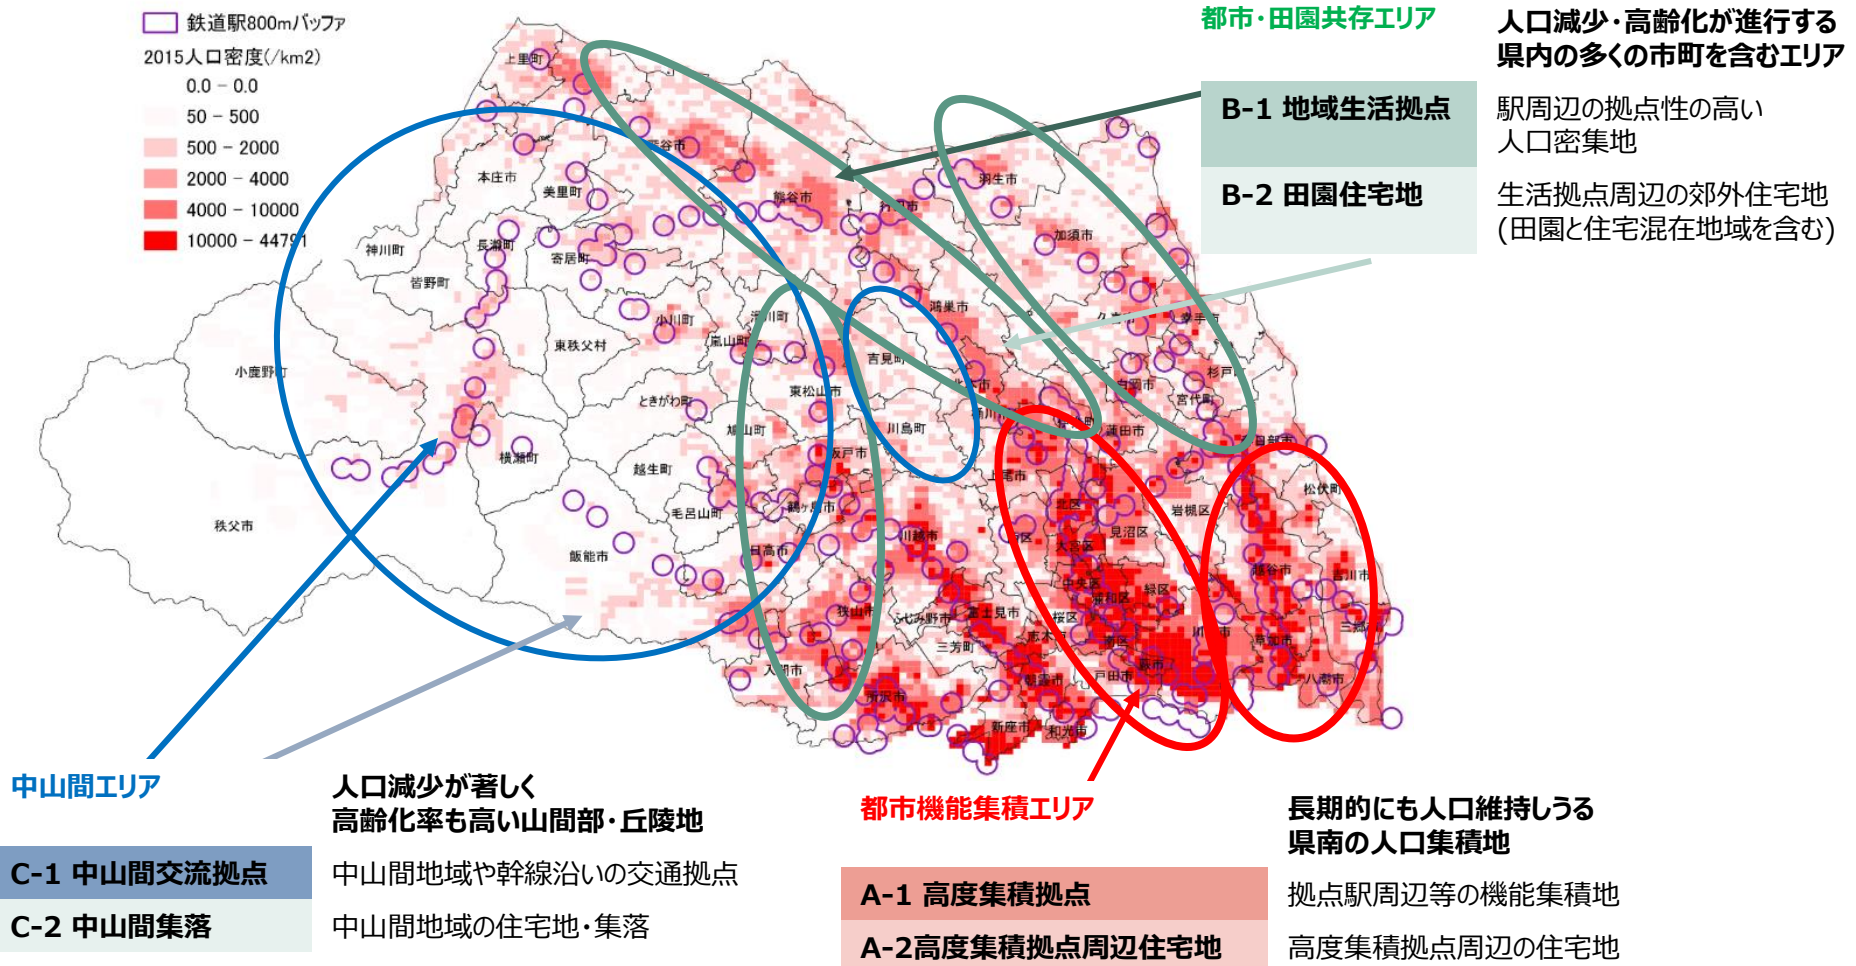 鉄道駅800mバッファ
2015人口密度(/km2)
0.0 - 0.0
50 - 500
500 - 2000
2000 - 4000
4000 - 10000
10000 - 44791
都市・田園共存エリア
人口減少・高齢化が進行する
県内の多くの市町を含むエリア
B-1 地域生活拠点
駅周辺の拠点性の高い
人口密集地
B-2 田園住宅地
生活拠点周辺の郊外住宅地
(田園と住宅混在地域を含む)
上里町
本庄市
美里町
熊谷市
羽生市
加須市
神川町
長瀞町
寄居町
皆野町
鴻巣市
幸手市
小川町
嵐山町
滑川町
東秩父村
吉見町
小鹿野町
杉戸町
白岡市
宮代町
東松山市
ときがわ町
川島町
鳩山町
蓮田市
横瀬町
越生町
坂戸市
上尾市
松伏町
秩父市
毛呂山町
鶴ヶ島市
北区
岩槻区
見沼区
川越市
大宮区
飯能市
日高市
中央区
緑区
浦和区
越谷市
吉川市
狭山市
ふじみ野市
富士見市
桜区
南区
志木市
草加市
三郷市
三芳町
入間市
朝霞市
戸田市
蕨市
八潮市
所沢市
新座市
和光市
中山間エリア
人口減少が著しく
高齢化率も高い山間部・丘陵地
C-1 中山間交流拠点
中山間地域や幹線沿いの交通拠点
C-2 中山間集落
中山間地域の住宅地・集落
都市機能集積エリア
長期的にも人口維持しうる
県南の人口集積地
A-1 高度集積拠点
拠点駅周辺等の機能集積地
A-2高度集積拠点周辺住宅地
高度集積拠点周辺の住宅地